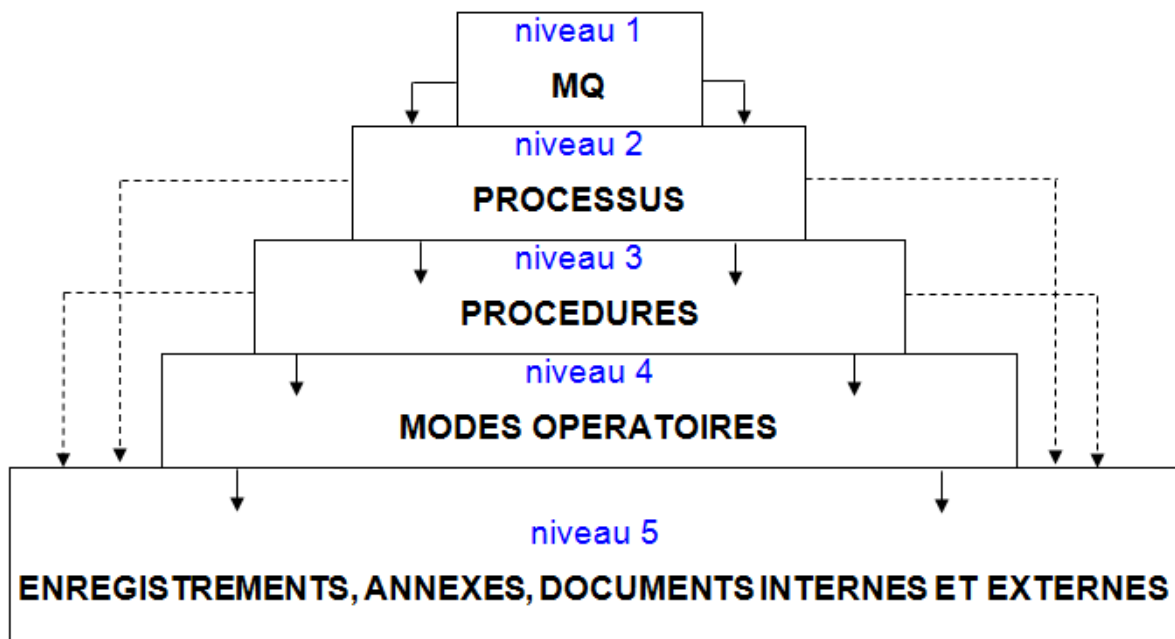 niveau 1
MQ
niveau 2
PROCESSUS
niveau 3
PROCEDURES
niveau 4
MODES OPERATOIRES
niveau 5
ENREGISTREMENTS, ANNEXES, DOCUMENTS INTERNES ET EXTERNES